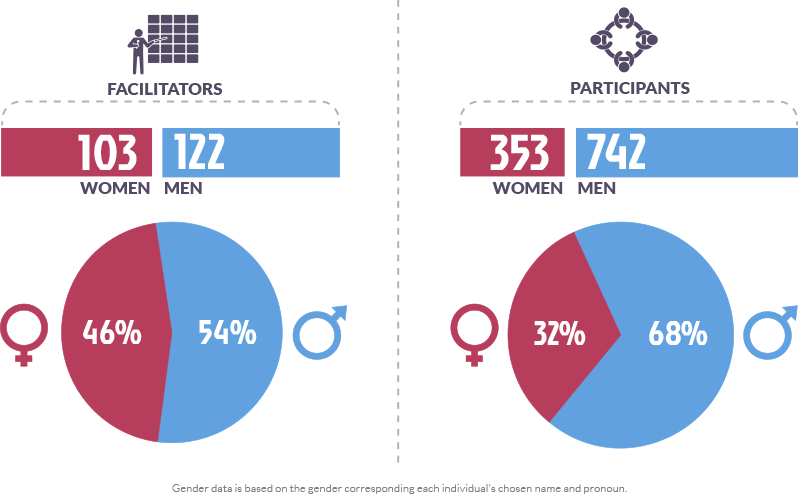 FACILITATORS
103 122
WOMEN MEN
46% 54%
PARTICIPANTS
353 742
WOMEN MEN
32% 68%
Gender data is based on the gender corresponding each individual's chosen name and pronoun.